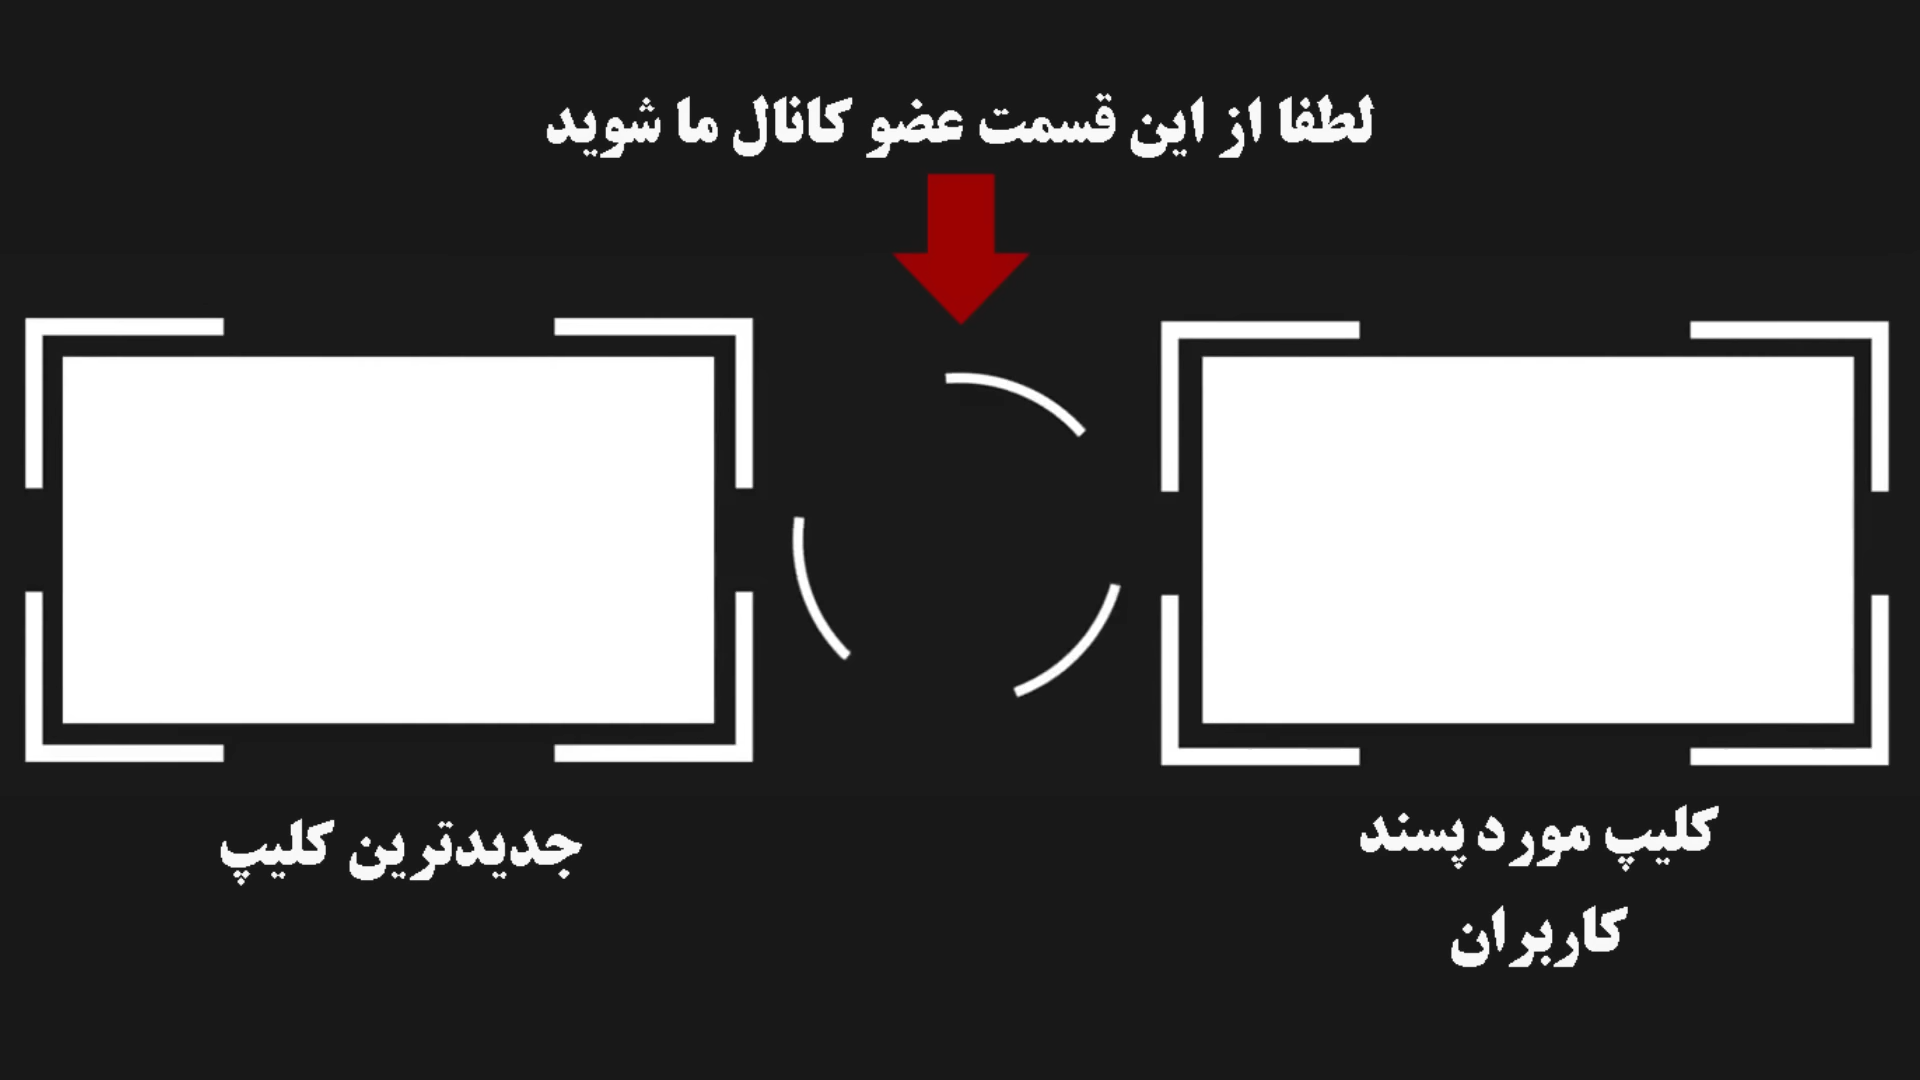 لطفا از این قسمت عضو کانال ما شوید
کلیپ مورد پسند
کاربران
جدیدترین کلیپ